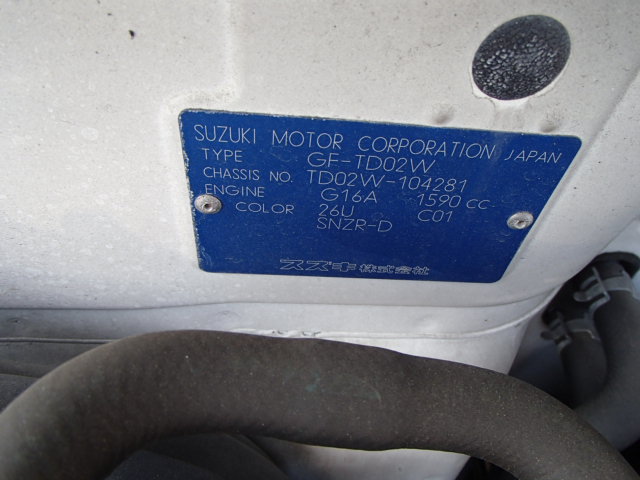 SUZUKI MOTOR CORPORATION JAPAN
TYPE GF-TD02W
CHASSIS NO. TD02W-104281
ENGINE G16A 1590 cc
COLOR 26U C01
SNZR-D
スズキ株式会社